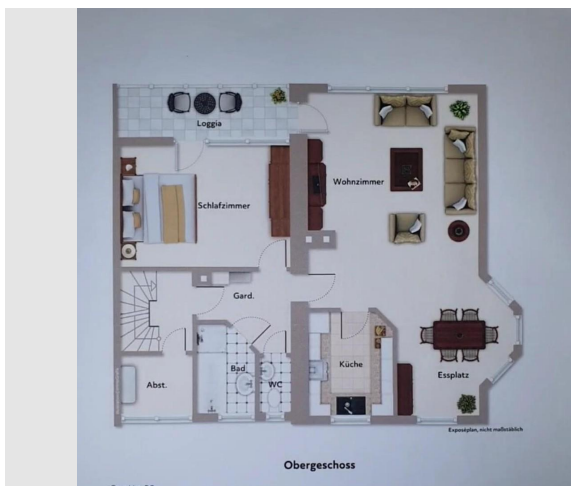 Loggia
Wohnzimmer
Schlafzimmer
Gard.
Küche
Bad
WC
Abst.
Essplatz
Exposéplan, nicht maßstäblich
Obergeschoss